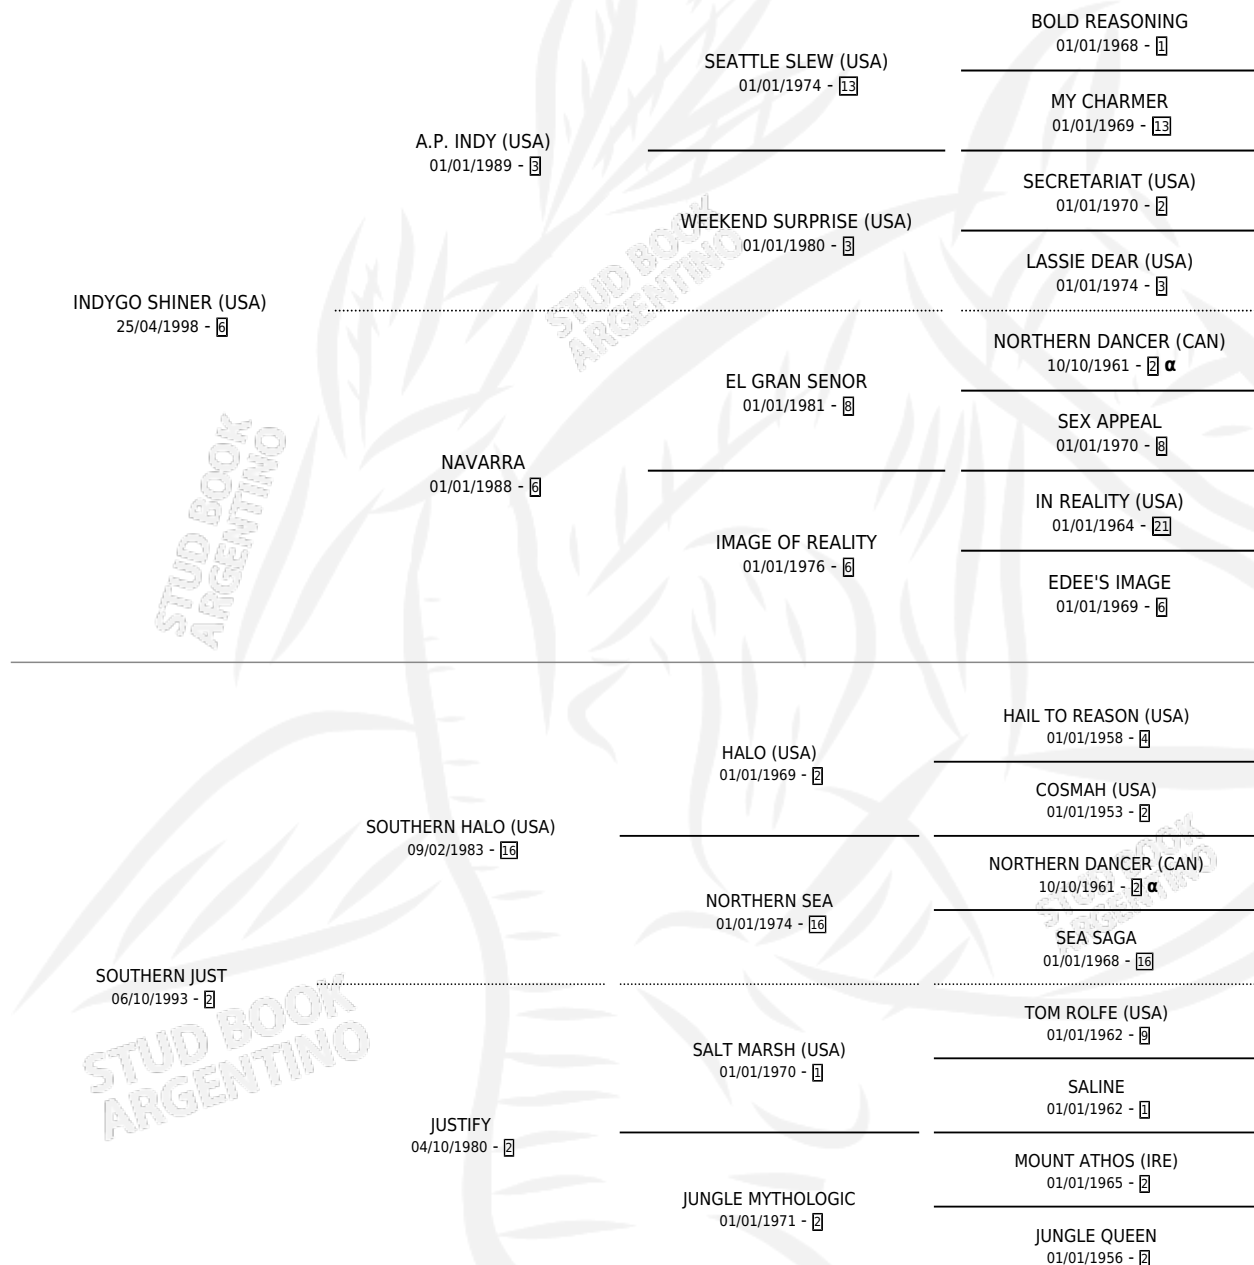 BOLD REASONING
01/01/1968 - 1
SEATTLE SLEW (USA)
01/01/1974 - 13
MY CHARMER
01/01/1969 - 13
A.P. INDY (USA)
01/01/1989 - 3
SECRETARIAT (USA)
01/01/1970 - 2
WEEKEND SURPRISE (USA)
01/01/1980 - 3
LASSIE DEAR (USA)
01/01/1974 - 3
INDYGO SHINER (USA)
25/04/1998 - 6
NORTHERN DANCER (CAN)
10/10/1961 - 2 α
EL GRAN SENOR
01/01/1981 - 8
SEX APPEAL
01/01/1970 - 8
NAVARRA
01/01/1988 - 6
IN REALITY (USA)
01/01/1964 - 21
IMAGE OF REALITY
01/01/1976 - 6
EDEE'S IMAGE
01/01/1969 - 6
HAIL TO REASON (USA)
01/01/1958 - 4
HALO (USA)
01/01/1969 - 2
COSMAH (USA)
01/01/1953 - 2
SOUTHERN HALO (USA)
09/02/1983 - 16
NORTHERN DANCER (CAN)
10/10/1961 - 2 α
NORTHERN SEA
01/01/1974 - 16
SEA SAGA
01/01/1968 - 16
SOUTHERN JUST
06/10/1993 - 2
TOM ROLFE (USA)
01/01/1962 - 9
SALT MARSH (USA)
01/01/1970 - 1
SALINE
01/01/1962 - 1
JUSTIFY
04/10/1980 - 2
MOUNT ATHOS (IRE)
01/01/1965 - 2
JUNGLE MYTHOLOGIC
01/01/1971 - 2
JUNGLE QUEEN
01/01/1956 - 2
STUD BOOK
ARGENTINO
STUD BOOK
ARGENTINO
STUD BOOK
ARGENTINO
STUD BOOK
ARGENTINO